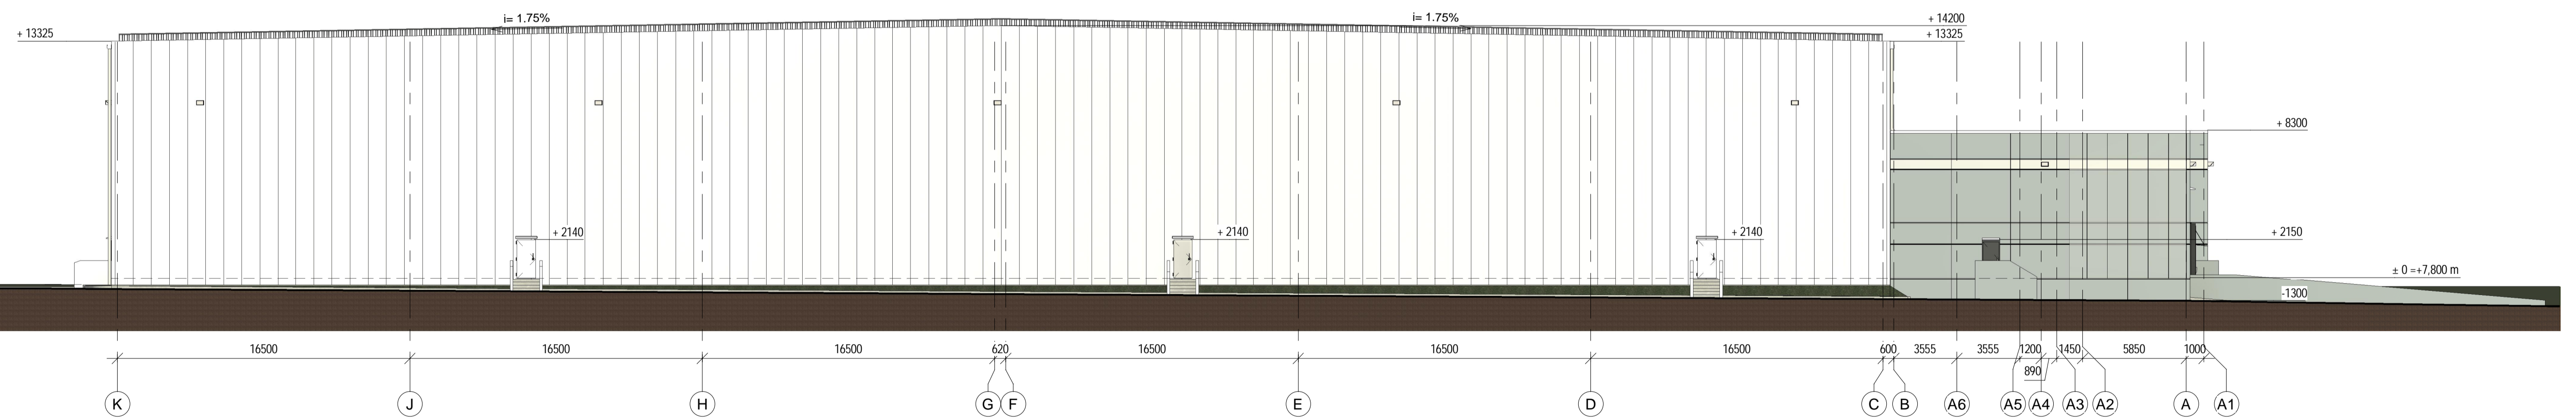 i= 1.75%
i= 1.75%
+ 14200
+ 13325
+ 13325
+ 8300
+ 2140
+ 2140
+ 2140
+ 2150
± 0 =+7,800 m
-1300
16500 16500 16500 620 16500 16500 16500 600 3555 3555 1200 1450 5850 1000
890
K J H G F E D C B A6 A5 A4 A3 A2 A A1